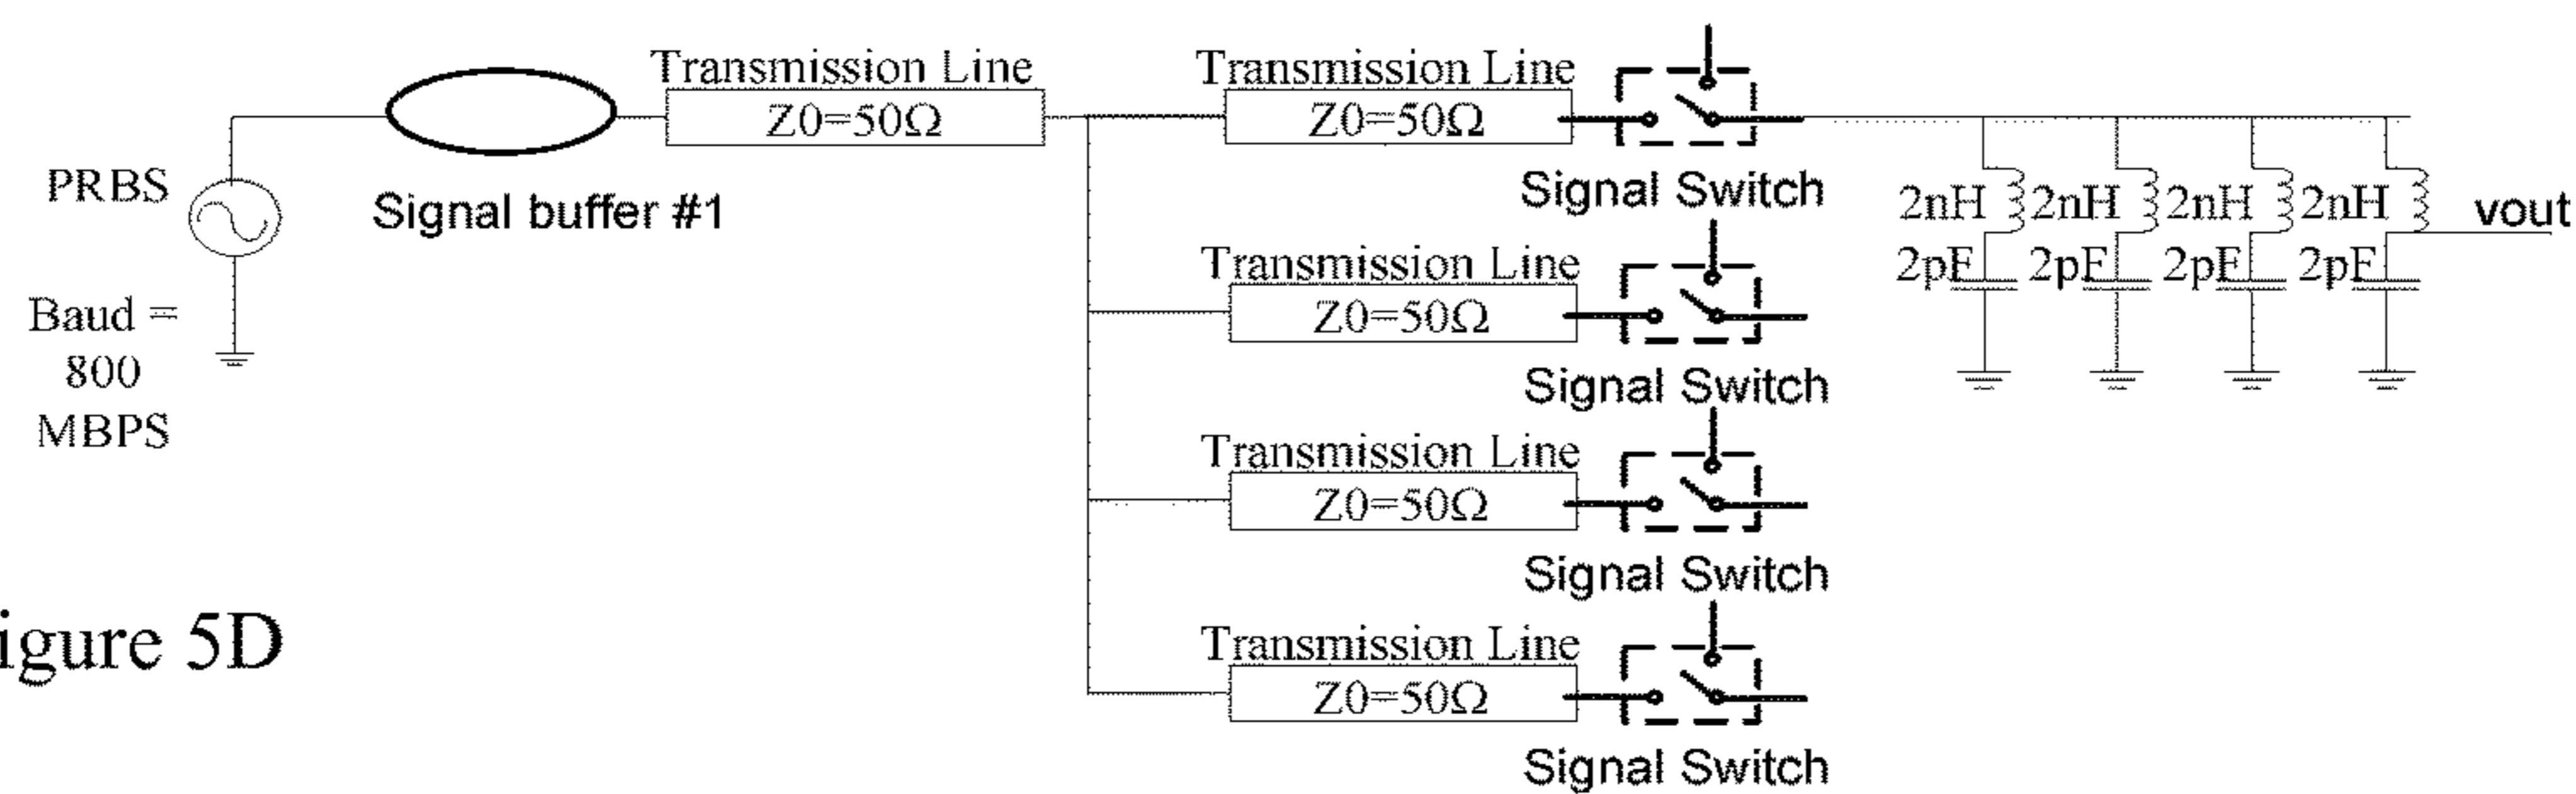 Transmission Line
Z0=50Ω
Transmission Line
Z0=50Ω
PRBS
Signal buffer #1
Signal Switch
2nH 2nH 2nH 2nH
vout
2pF 2pF 2pF 2pF
Baud =
800
MBPS
Transmission Line
Z0=50Ω
Signal Switch
Transmission Line
Z0=50Ω
Signal Switch
Transmission Line
Z0=50Ω
Signal Switch
igure 5D